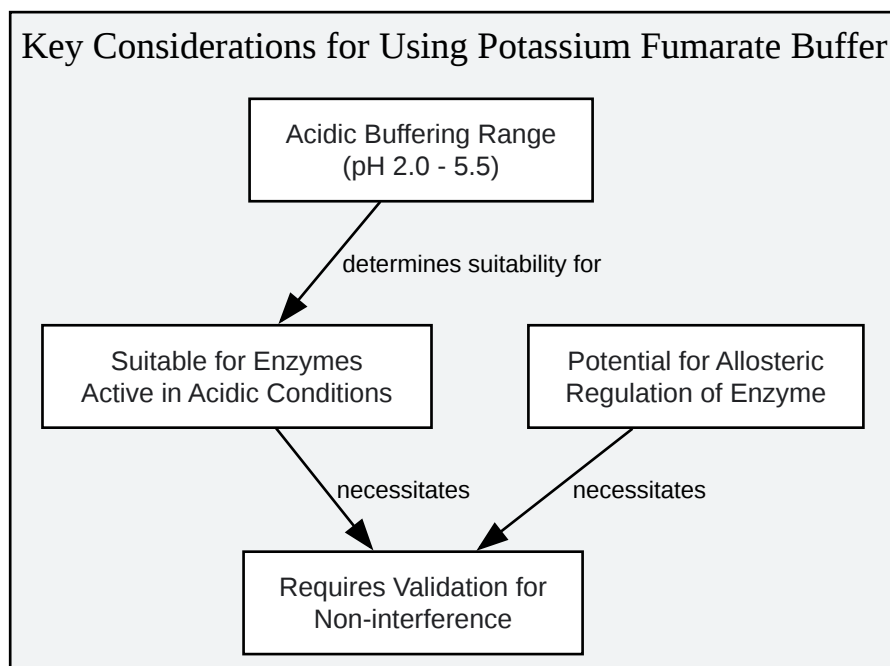 Key Considerations for Using Potassium Fumarate Buffer
Acidic Buffering Range
(pH 2.0 - 5.5)
determines suitability for
Suitable for Enzymes
Active in Acidic Conditions
Potential for Allosteric
Regulation of Enzyme
necessitates
necessitates
Requires Validation for
Non-interference